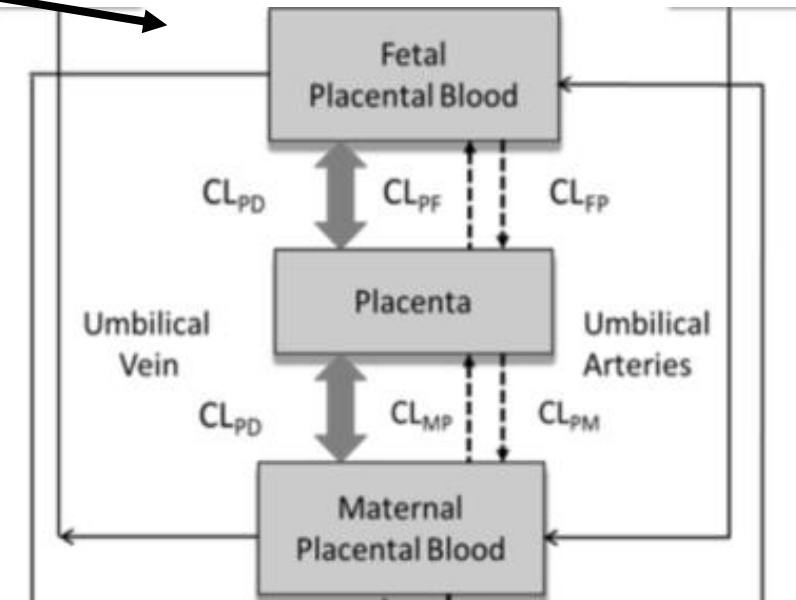 Fetal
Placental Blood
CLPD
CLPF
CLFP
Placenta
Umbilical
Vein
Umbilical
Arteries
CLPD
CLMP
CLPM
Maternal
Placental Blood